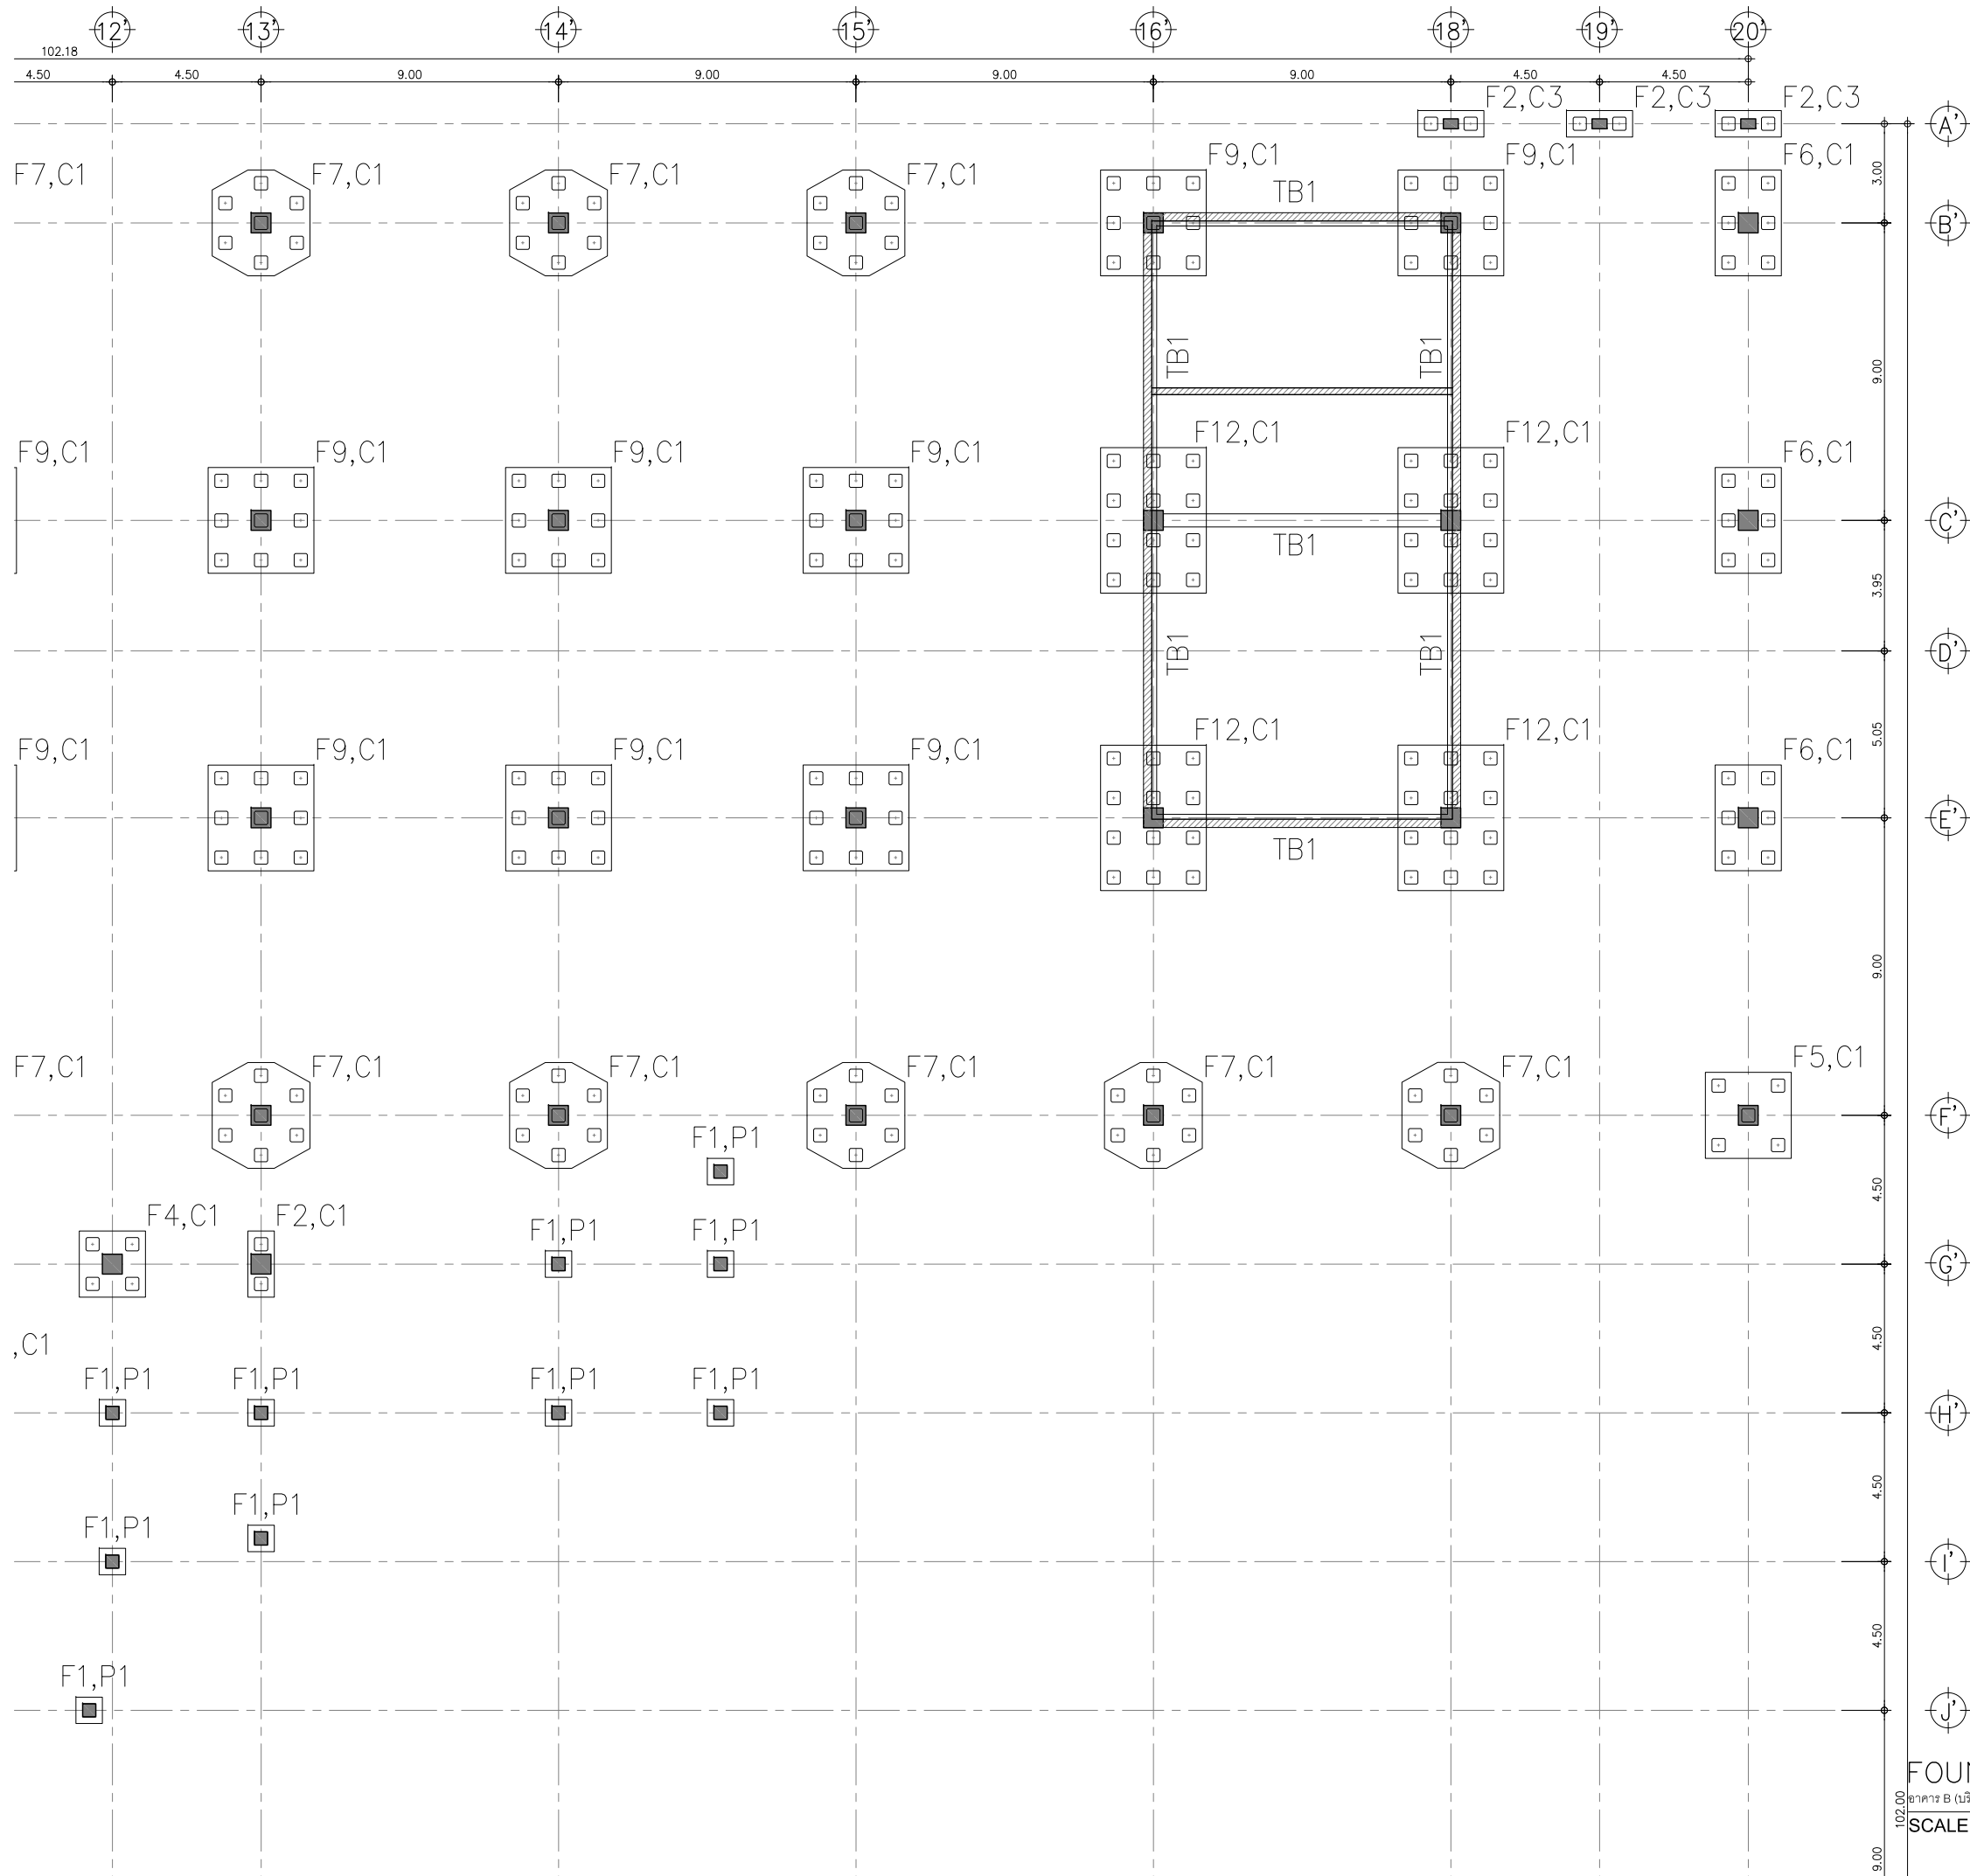 12' 13' 14' 15' 16' 18' 19' 20'
102.18
4.50 4.50 9.00 9.00 9.00 9.00 4.50 4.50
F2,C3 F2,C3 F2,C3
A'
3.00
F7,C1 F7,C1 F7,C1 F7,C1 F9,C1 F9,C1 F6,C1
TB1
B'
TB1 TB1
9.00
F9,C1 F9,C1 F9,C1 F9,C1 F12,C1 F12,C1 F6,C1
C'
TB1
3.95
TB1 TB1
D'
5.05
F9,C1 F9,C1 F9,C1 F9,C1 F12,C1 F12,C1 F6,C1
E'
TB1
9.00
F7,C1 F7,C1 F7,C1 F7,C1 F7,C1 F7,C1 F5,C1
F'
F1,P1
4.50
F4,C1 F2,C1 F1,P1 F1,P1
G'
4.50
,C1
F1,P1 F1,P1 F1,P1 F1,P1
H'
4.50
F1,P1 F1,P1
I'
4.50
F1,P1
J'
FOUN
อาคาร B (บริ
102.00
SCALE
9.00